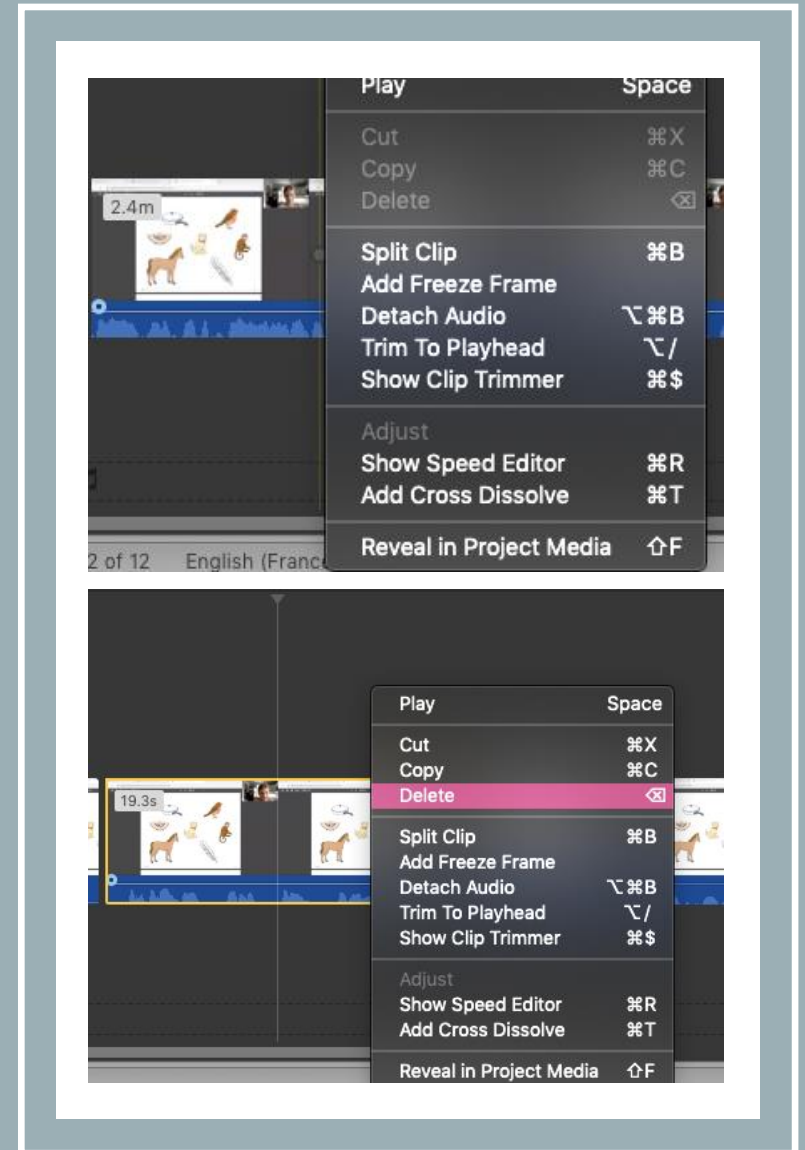 Play Space
Cut ⌘X
Copy ⌘C
Delete ⌫
2.4m
Split Clip ⌘B
Add Freeze Frame
Detach Audio ⌥⌘B
Trim To Playhead ⌥/
Show Clip Trimmer ⌘$
Adjust
Show Speed Editor ⌘R
Add Cross Dissolve ⌘T
Reveal in Project Media ⇧F
2 of 12 English (France
Play Space
Cut ⌘X
Copy ⌘C
Delete ⌫
19.3s
Split Clip ⌘B
Add Freeze Frame
Detach Audio ⌥⌘B
Trim To Playhead ⌥/
Show Clip Trimmer ⌘$
Adjust
Show Speed Editor ⌘R
Add Cross Dissolve ⌘T
Reveal in Project Media ⇧F